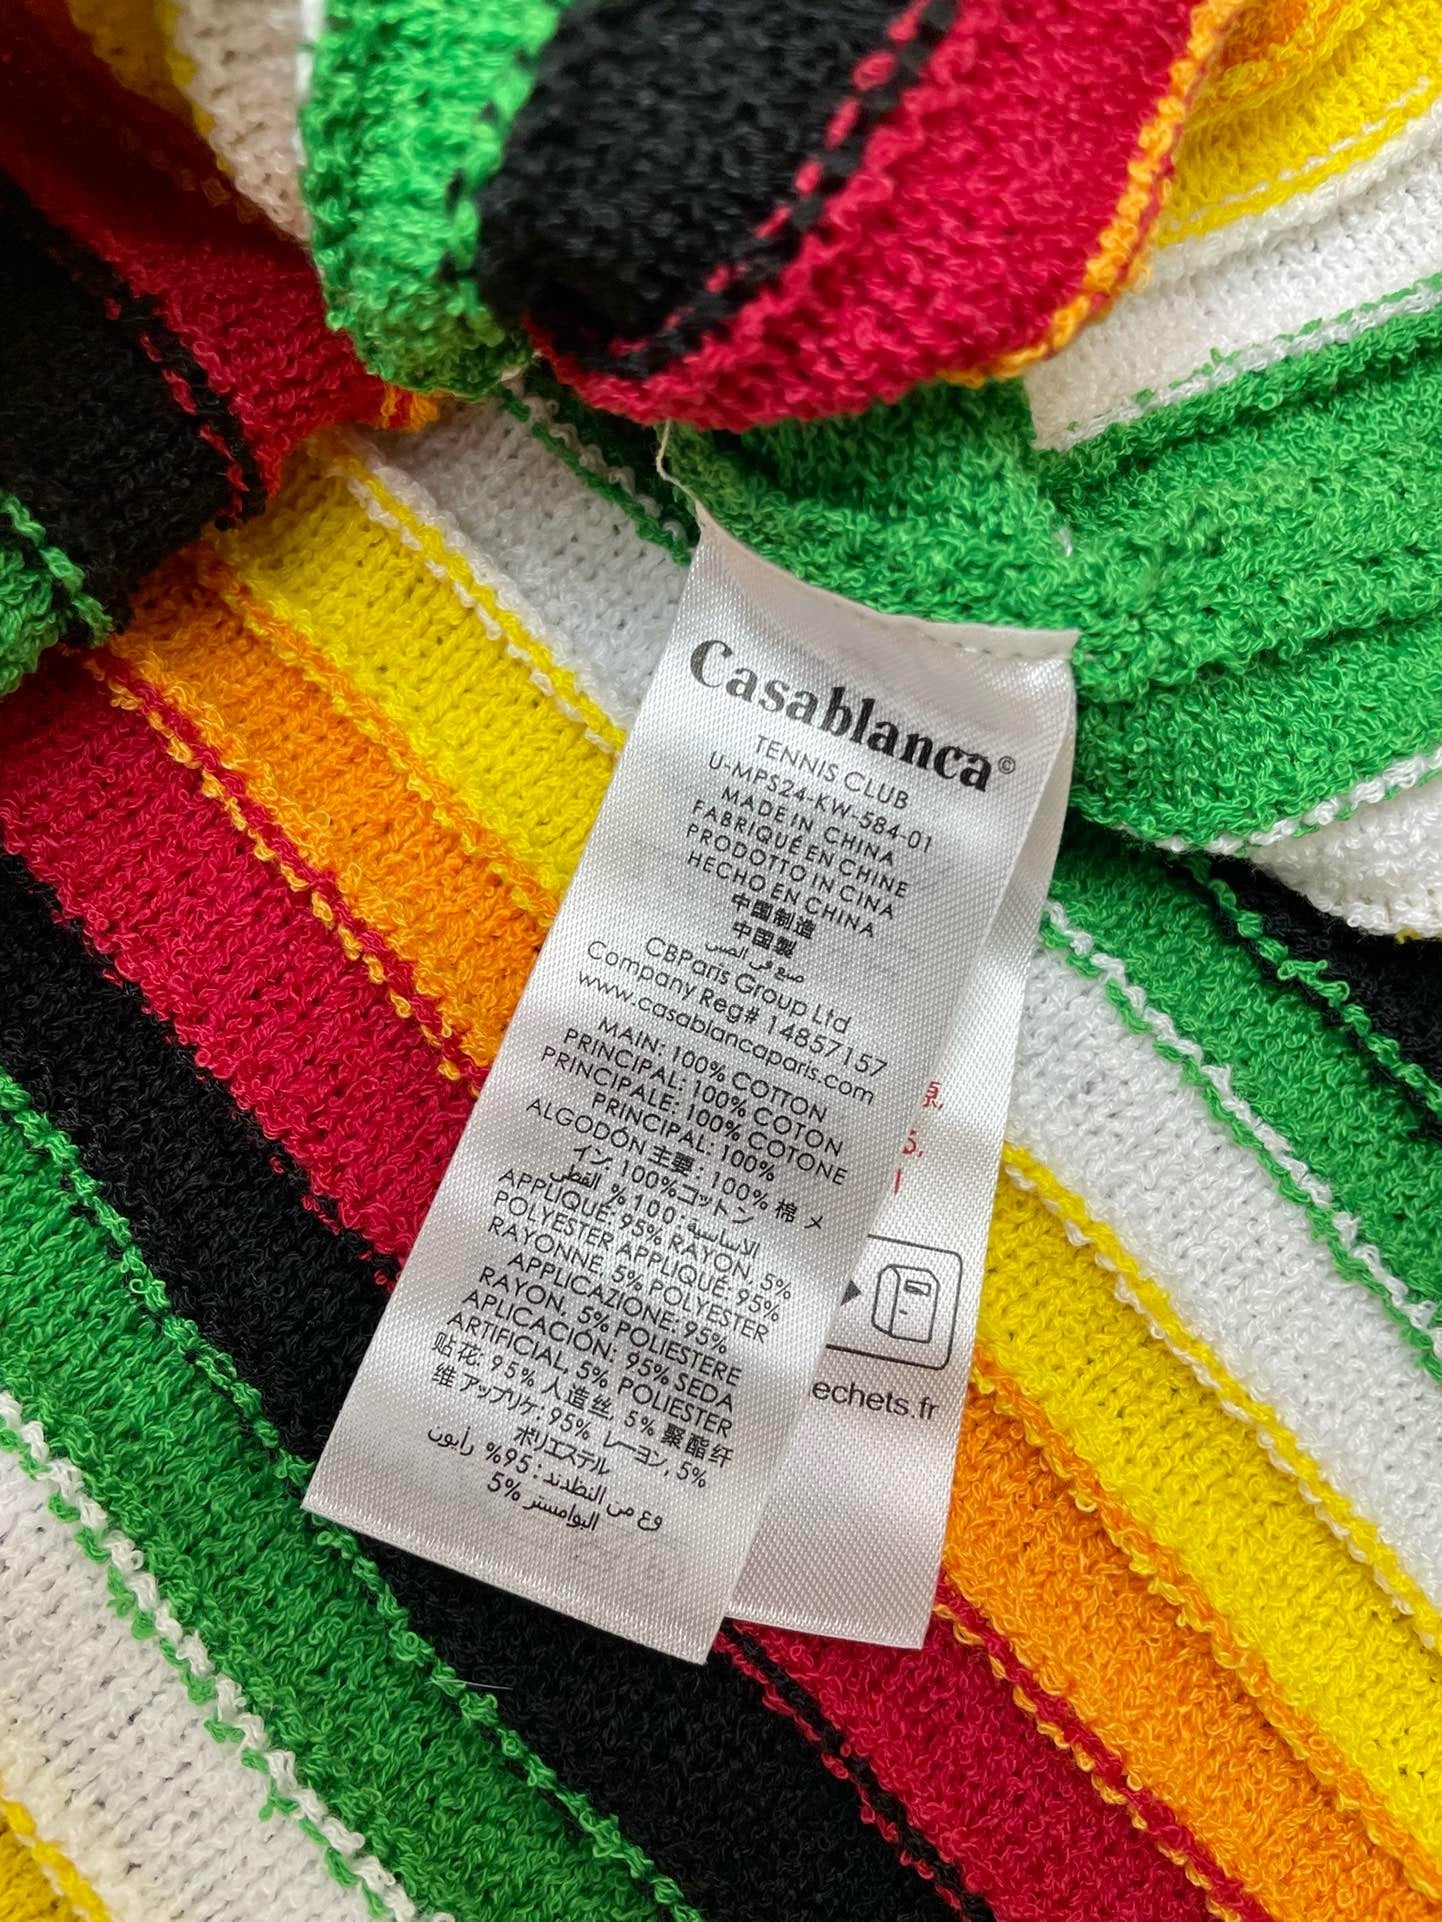 Casablanca©
TENNIS CLUB
U-MPS24-KW-584-01
MADE IN CHINA
FABRIQUÉ EN CHINE
PRODOTTO IN CINA
HECHO EN CHINA
中国制造
中国製
صنع في الصين
CBParis Group Ltd
Company Reg# 14857157
www.casablancaparis.com
MAIN: 100% COTTON
PRINCIPAL: 100% COTON
PRINCIPALE: 100% COTONE
PRINCIPAL: 100%
ALGODÓN 主要: 100% 棉 メ
イン: 100%コットン
الاساسية: 100% القطن
APPLIQUE: 95% RAYON, 5%
POLYESTER APPLIQUÉ: 95%
RAYONNE, 5% POLYESTER
APPLICAZIONE: 95%
RAYON, 5% POLIESTERE
APLICACIÓN: 95% SEDA
ARTIFICIAL, 5% POLIESTER
贴花: 95% 人造丝, 5% 聚酯纤
维 アップリケ: 95% レーヨン, 5%
ポリエステル
وع من النظدند: 95% رأيون
5% البوامستر
echets.fr